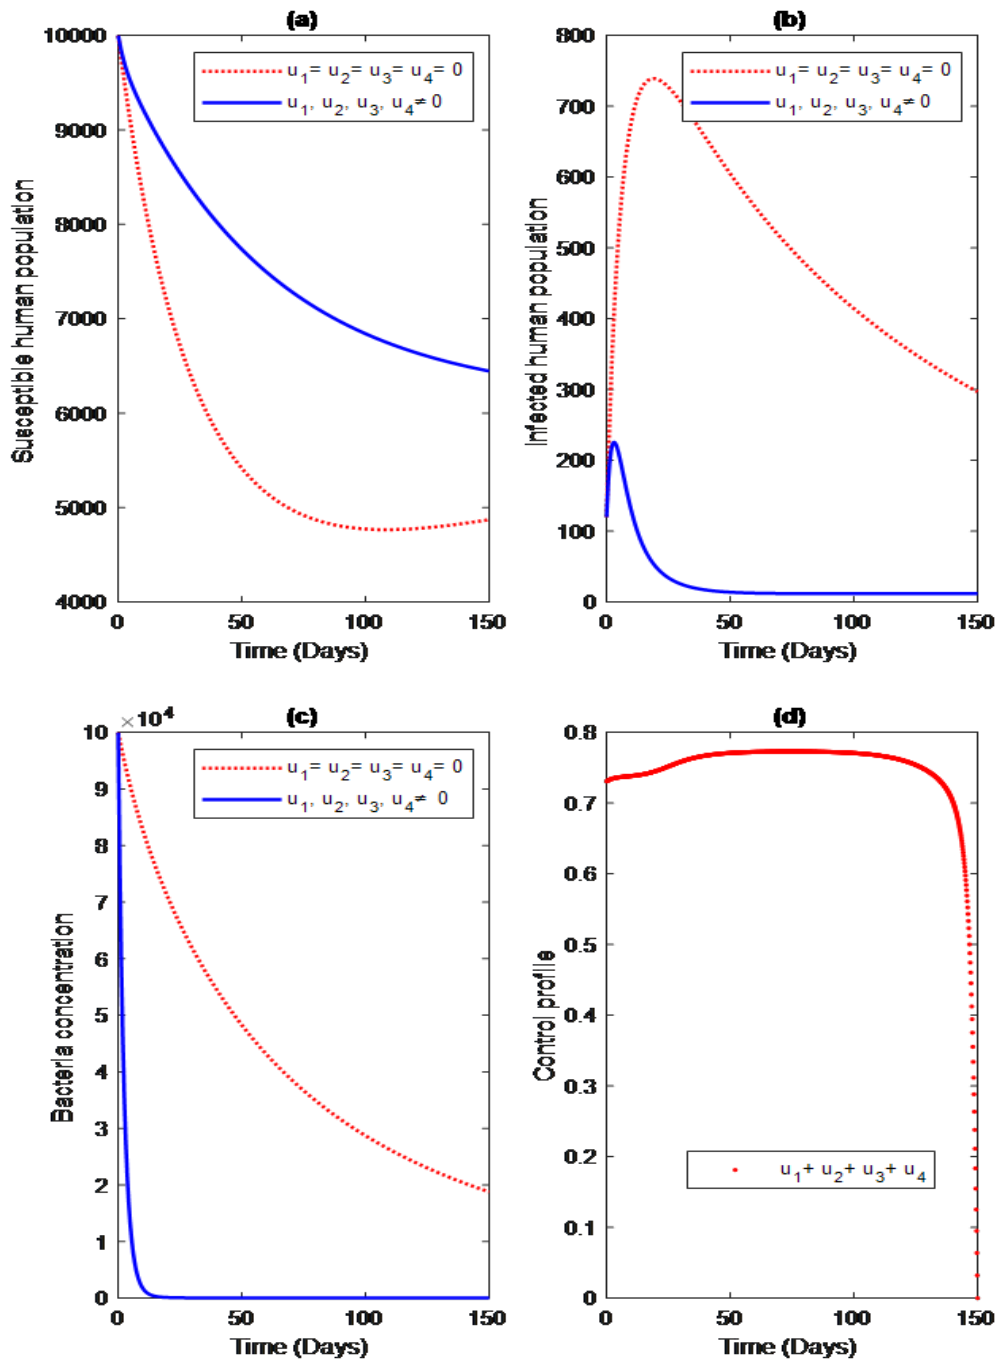 (a)
10000
9000
8000
7000
6000
5000
4000
0 50 100 150
Susceptible human population
Time (Days)
u1= u2= u3= u4= 0
u1, u2, u3, u4≠ 0
(b)
800
700
600
500
400
300
200
100
0
0 50 100 150
Infected human population
Time (Days)
u1= u2= u3= u4= 0
u1, u2, u3, u4≠ 0
(c)
×10^4
10
9
8
7
6
5
4
3
2
1
0
0 50 100 150
Bacteria concentration
Time (Days)
u1= u2= u3= u4= 0
u1, u2, u3, u4≠ 0
(d)
0.8
0.7
0.6
0.5
0.4
0.3
0.2
0.1
0
0 50 100 150
Control profile
Time (Days)
u1+ u2+ u3+ u4